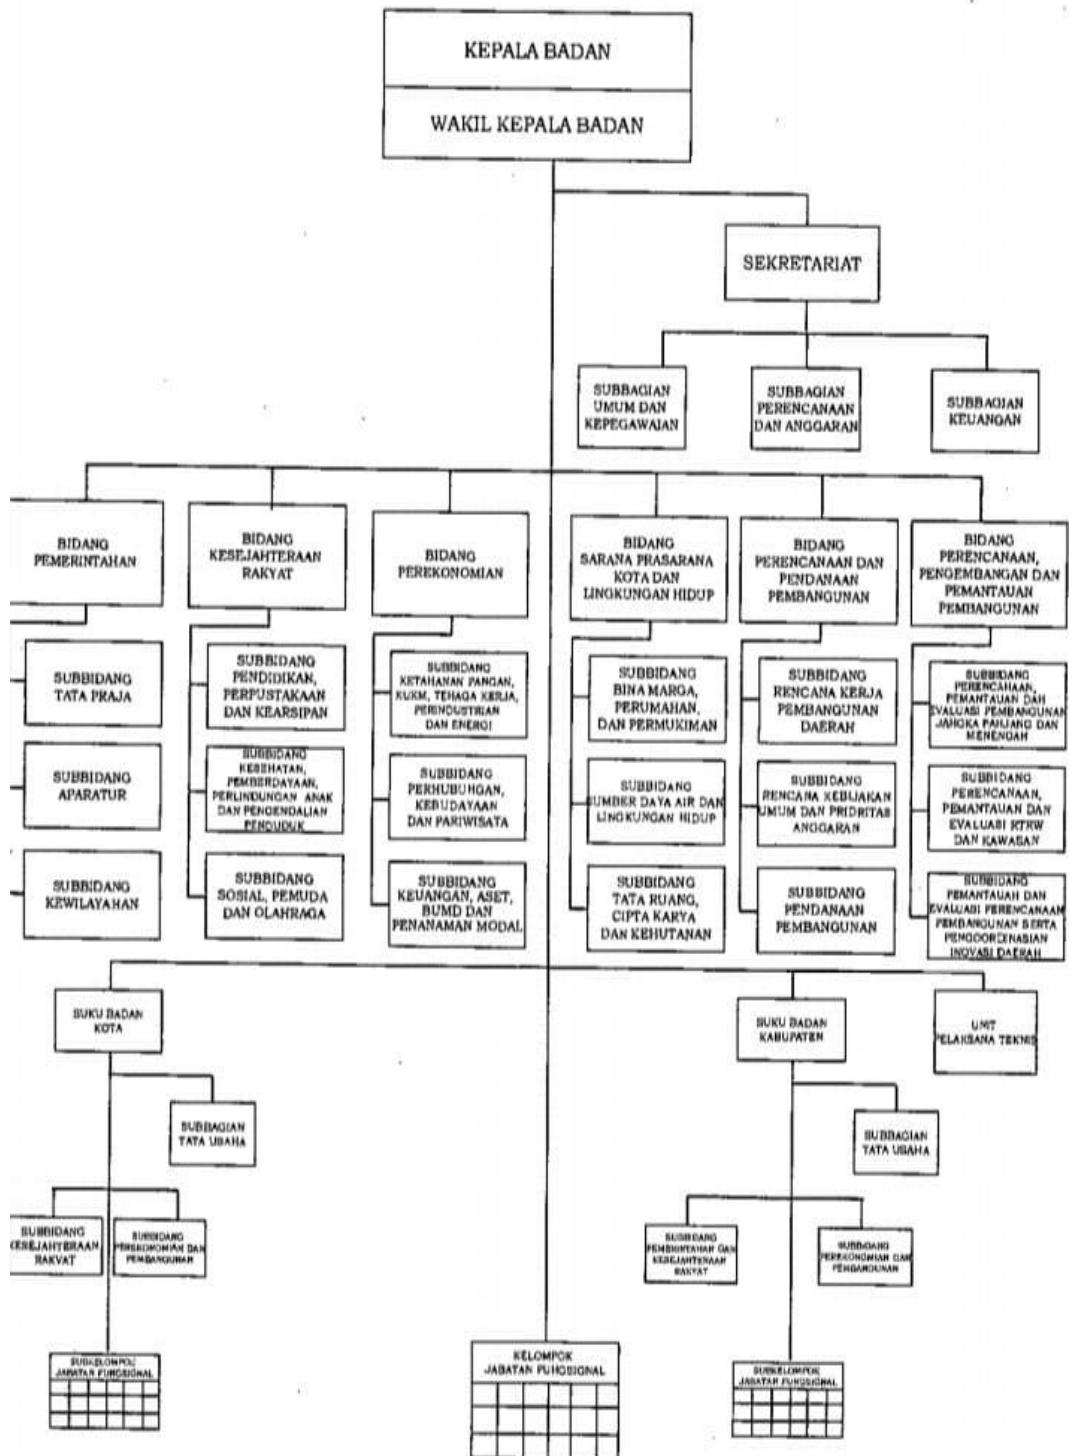 KEPALA BADAN
WAKIL KEPALA BADAN
SEKRETARIAT
SUBBAGIAN
UMUM DAN
KEPEGAWAIAN
SUBBAGIAN
PERENCANAAN
DAN ANGGARAN
SUBBAGIAN
KEUANGAN
BIDANG
PEMERINTAHAN
BIDANG
KESEJAHTERAAN
RAKYAT
BIDANG
PEREKONOMIAN
BIDANG
SARANA PRASARANA
KOTA DAN
LINGKUNGAN HIDUP
BIDANG
PERENCANAAN DAN
PENDANAAN
PEMBANGUNAN
BIDANG
PERENCANAAN,
PENGEMBANGAN DAN
PEMANTAUAN
PEMBANGUNAN
SUBBIDANG
TATA PRAJA
SUBBIDANG
PENDIDIKAN,
PERPUSTAKAAN
DAN KEARSIPAN
SUBBIDANG
KETAHANAN PANGAN,
KUKM, TENAGA KERJA,
PERINDUSTRIAN
DAN ENERGI
SUBBIDANG
BINA MARGA,
PERUMAHAN,
DAN PERMUKIMAN
SUBBIDANG
RENCANA KERJA
PEMBANGUNAN
DAERAH
SUBBIDANG
PERENCANAAN,
PEMANTAUAN DAN
EVALUASI PEMBANGUNAN
JANGKA PANJANG DAN
MENENGAH
SUBBIDANG
APARATUR
SUBBIDANG
KESEHATAN,
PEMBERDAYAAN,
PERLINDUNGAN ANAK
DAN PENGENDALIAN
PENDUDUK
SUBBIDANG
PERHUBUNGAN,
KEBUDAYAAN
DAN PARIWISATA
SUBBIDANG
SUMBER DAYA AIR DAN
LINGKUNGAN HIDUP
SUBBIDANG
RENCANA KEBIJAKAN
UMUM DAN PRIORITAS
ANGGARAN
SUBBIDANG
PERENCANAAN,
PEMANTAUAN DAN
EVALUASI RTRW
DAN KAWASAN
SUBBIDANG
KEWILAYAHAN
SUBBIDANG
SOSIAL, PEMUDA
DAN OLAHRAGA
SUBBIDANG
KEUANGAN, ASET,
BUMD DAN
PENANAMAN MODAL
SUBBIDANG
TATA RUANG,
CIPTA KARYA
DAN KEHUTANAN
SUBBIDANG
PENDANAAN
PEMBANGUNAN
SUBBIDANG
PEMANTAUAN DAN
EVALUASI PERENCANAAN
PEMBANGUNAN SERTA
PENGOORDINASIAN
INOVASI DAERAH
SUKU BADAN
KOTA
SUKU BADAN
KABUPATEN
UNIT
PELAKSANA TEKNIS
SUBBAGIAN
TATA USAHA
SUBBAGIAN
TATA USAHA
SUBBIDANG
KESEJAHTERAAN
RAKYAT
SUBBIDANG
PEREKONOMIAN DAN
PEMBANGUNAN
SUBBIDANG
PEMERINTAHAN DAN
KESEJAHTERAAN
RAKYAT
SUBBIDANG
PEREKONOMIAN DAN
PEMBANGUNAN
SUBKELOMPOK
JABATAN FUNGSIONAL
KELOMPOK
JABATAN FUNGSIONAL
SUBKELOMPOK
JABATAN FUNGSIONAL